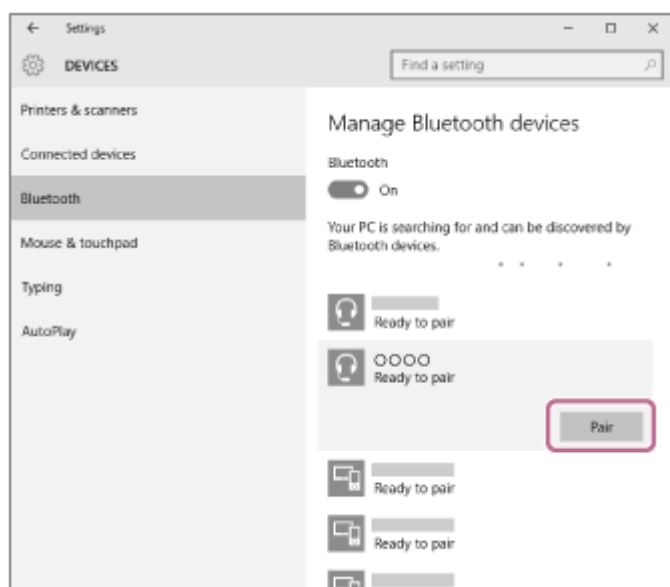 Settings
DEVICES
Find a setting
Printers & scanners
Connected devices
Bluetooth
Mouse & touchpad
Typing
AutoPlay
Manage Bluetooth devices
Bluetooth
On
Your PC is searching for and can be discovered by
Bluetooth devices.
Ready to pair
OOOO
Ready to pair
Pair
Ready to pair
Ready to pair